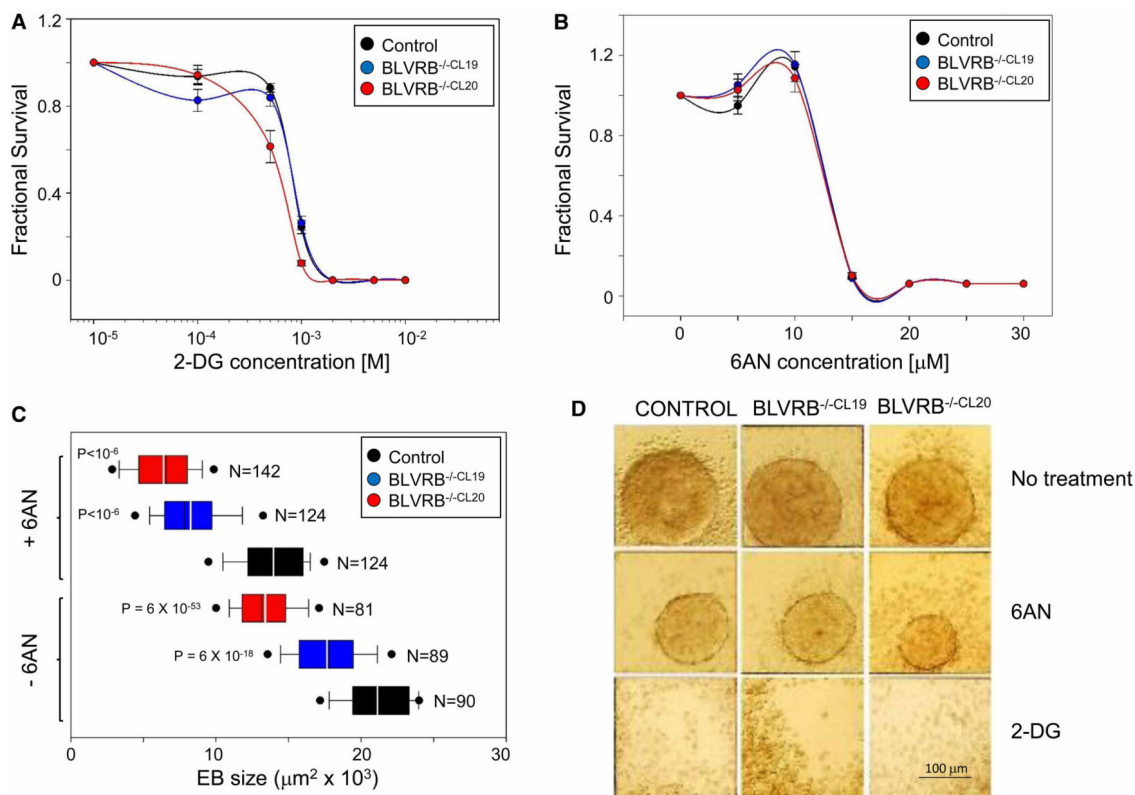 A
1.2
0.8
0.4
0
Fractional Survival
Control
BLVRB-/-CL19
BLVRB-/-CL20
10-5
10-4
10-3
10-2
2-DG concentration [M]
B
1.2
0.8
0.4
0
Fractional Survival
Control
BLVRB-/-CL19
BLVRB-/-CL20
0
10
20
30
6AN concentration [μM]
C
Control
BLVRB-/-CL19
BLVRB-/-CL20
+ 6AN
P<10-6
N=142
P<10-6
N=124
N=124
- 6AN
P = 6 X 10-53
N=81
P = 6 X 10-18
N=89
N=90
0
10
20
30
EB size (μm2 x 103)
D
CONTROL
BLVRB-/-CL19
BLVRB-/-CL20
No treatment
6AN
2-DG
100 μm